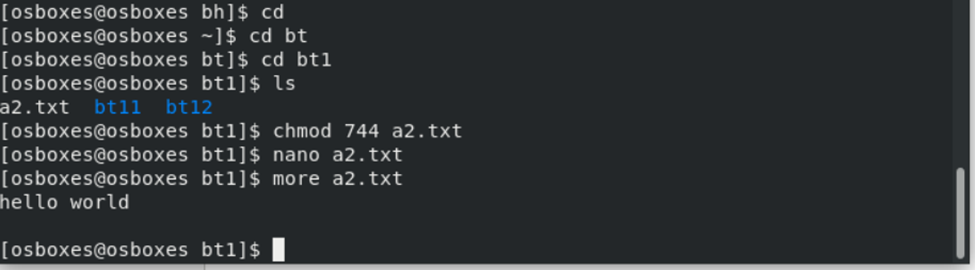 [osboxes@osboxes bh]$ cd
[osboxes@osboxes ~]$ cd bt
[osboxes@osboxes bt]$ cd bt1
[osboxes@osboxes bt1]$ ls
a2.txt  bt11  bt12
[osboxes@osboxes bt1]$ chmod 744 a2.txt
[osboxes@osboxes bt1]$ nano a2.txt
[osboxes@osboxes bt1]$ more a2.txt
hello world
[osboxes@osboxes bt1]$